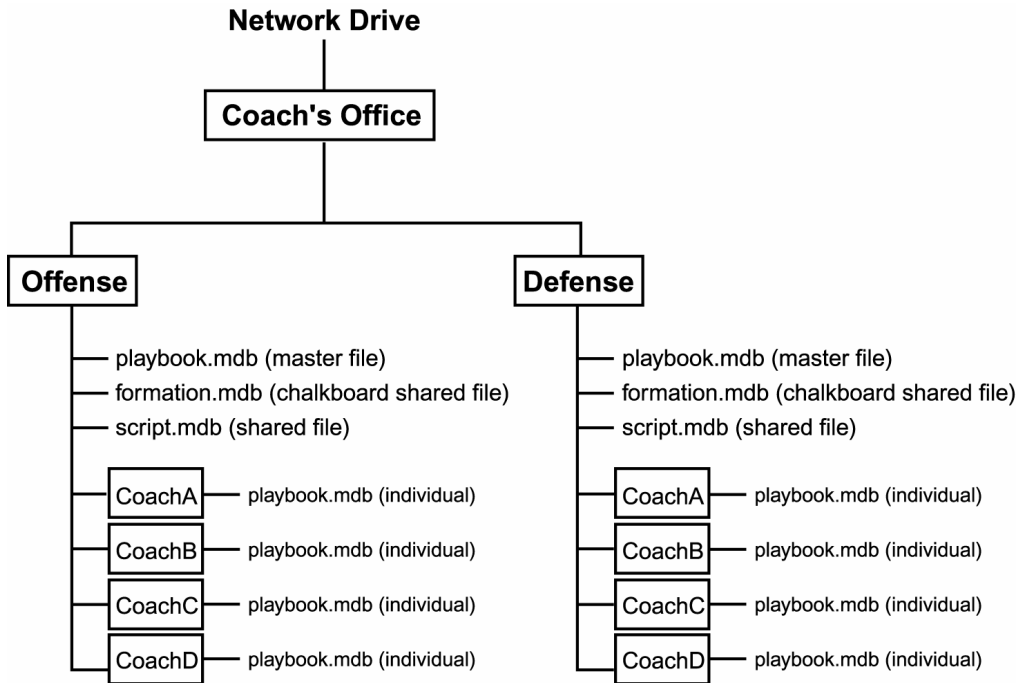 Network Drive
Coach's Office
Offense
playbook.mdb (master file)
formation.mdb (chalkboard shared file)
script.mdb (shared file)
CoachA
playbook.mdb (individual)
CoachB
playbook.mdb (individual)
CoachC
playbook.mdb (individual)
CoachD
playbook.mdb (individual)
Defense
playbook.mdb (master file)
formation.mdb (chalkboard shared file)
script.mdb (shared file)
CoachA
playbook.mdb (individual)
CoachB
playbook.mdb (individual)
CoachC
playbook.mdb (individual)
CoachD
playbook.mdb (individual)